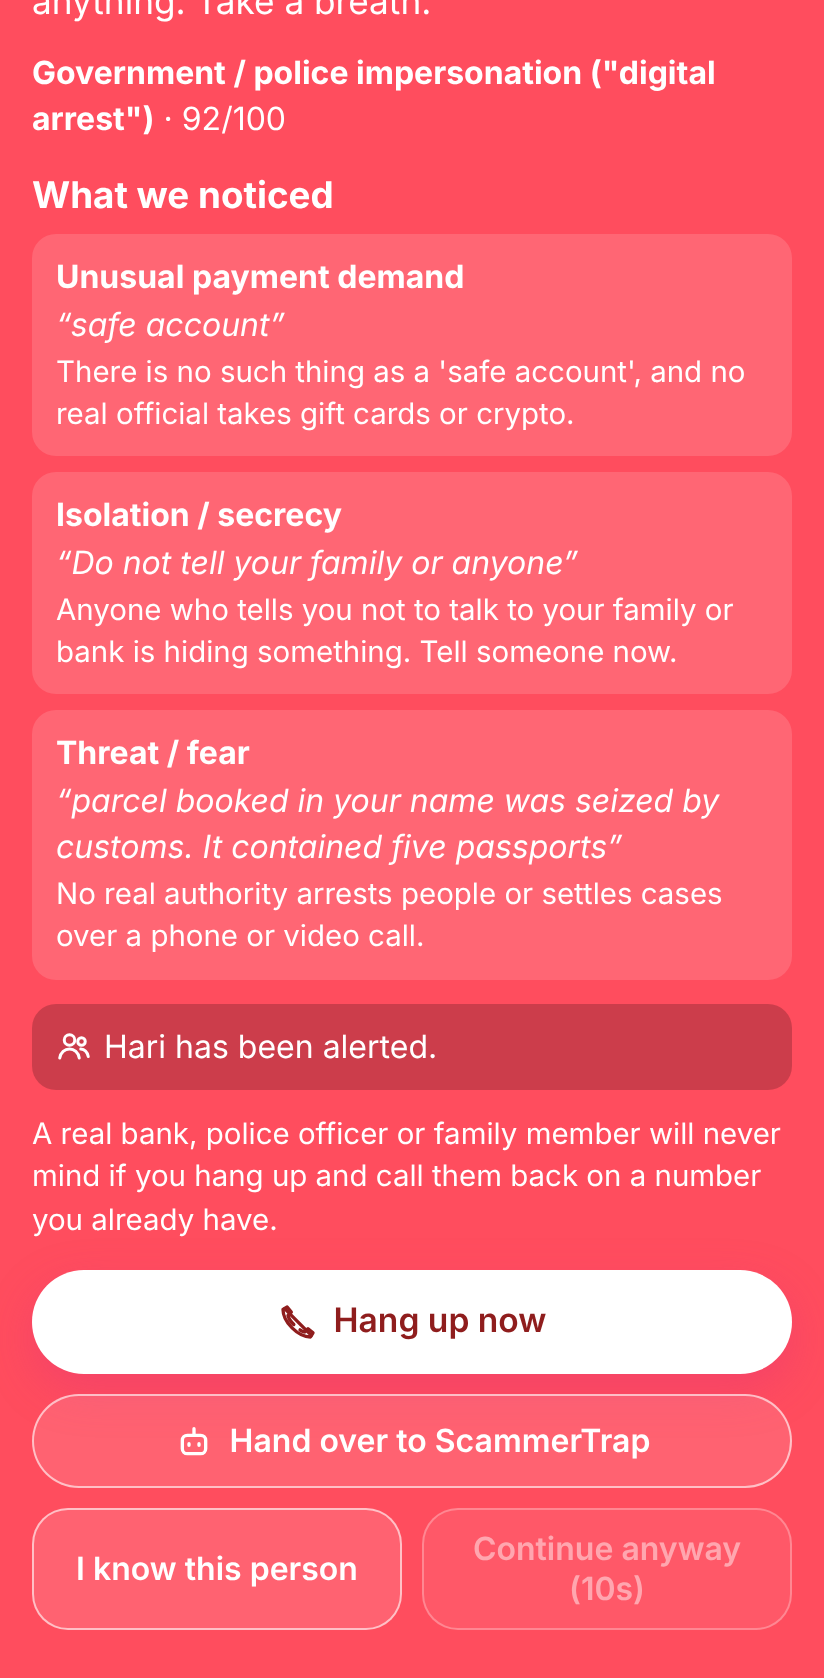 anything. Take a breath.
Government / police impersonation ("digital
arrest") · 92/100
What we noticed
Unusual payment demand
“safe account”
There is no such thing as a 'safe account', and no
real official takes gift cards or crypto.
Isolation / secrecy
“Do not tell your family or anyone”
Anyone who tells you not to talk to your family or
bank is hiding something. Tell someone now.
Threat / fear
“parcel booked in your name was seized by
customs. It contained five passports”
No real authority arrests people or settles cases
over a phone or video call.
Hari has been alerted.
A real bank, police officer or family member will never
mind if you hang up and call them back on a number
you already have.
Hang up now
Hand over to ScammerTrap
I know this person
Continue anyway
(10s)